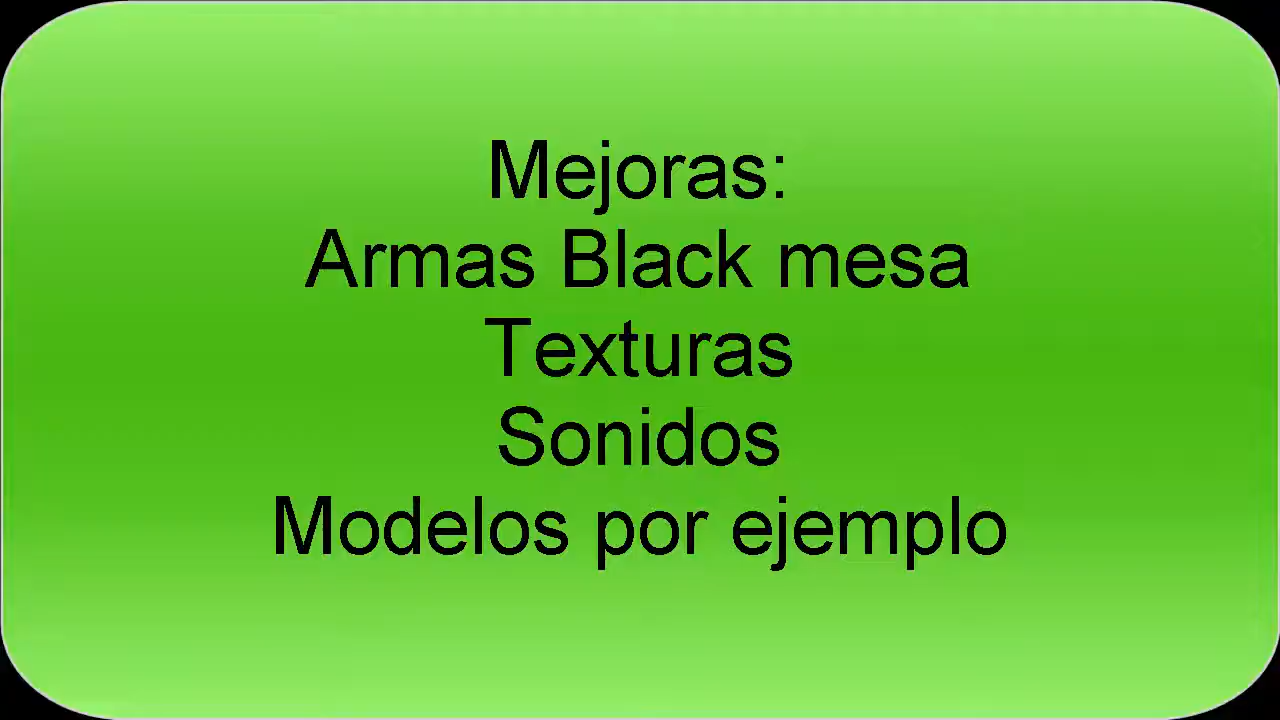 Mejoras:
Armas Black mesa
Texturas
Sonidos
Modelos por ejemplo